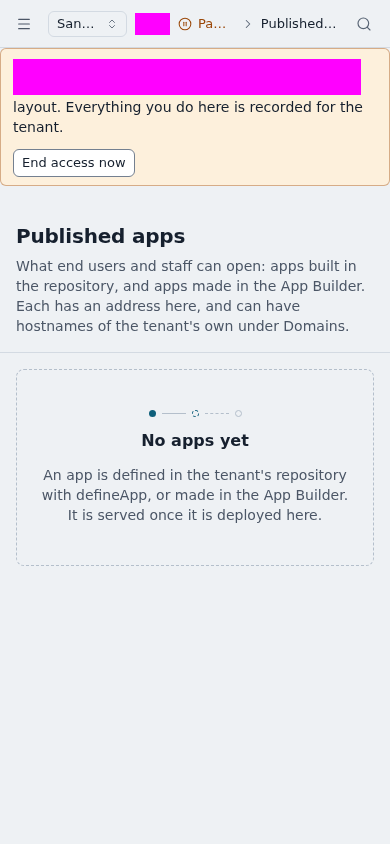 San...
Pa...
Published...
layout. Everything you do here is recorded for the
tenant.
End access now
Published apps
What end users and staff can open: apps built in
the repository, and apps made in the App Builder.
Each has an address here, and can have
hostnames of the tenant's own under Domains.
No apps yet
An app is defined in the tenant's repository
with defineApp, or made in the App Builder.
It is served once it is deployed here.